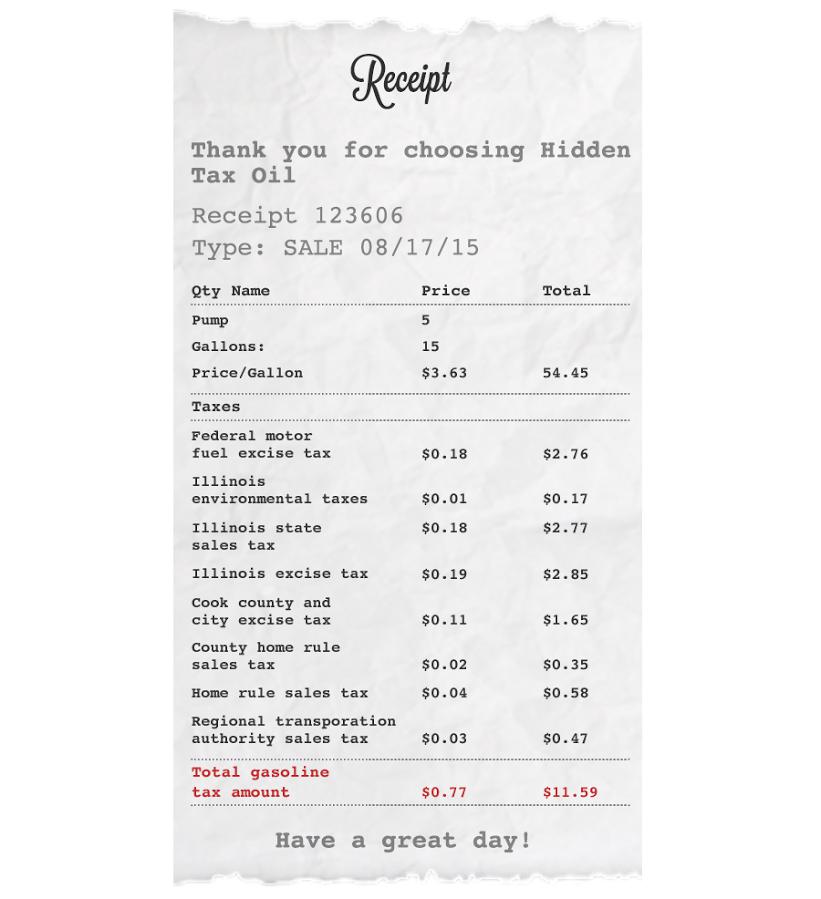 Receipt
Thank you for choosing Hidden
Tax Oil
Receipt 123606
Type: SALE 08/17/15
Qty Name Price Total
Pump 5
Gallons: 15
Price/Gallon $3.63 54.45
Taxes
Federal motor
fuel excise tax $0.18 $2.76
Illinois
environmental taxes $0.01 $0.17
Illinois state $0.18 $2.77
sales tax
Illinois excise tax $0.19 $2.85
Cook county and
city excise tax $0.11 $1.65
County home rule
sales tax $0.02 $0.35
Home rule sales tax $0.04 $0.58
Regional transporation
authority sales tax $0.03 $0.47
Total gasoline
tax amount $0.77 $11.59
Have a great day!